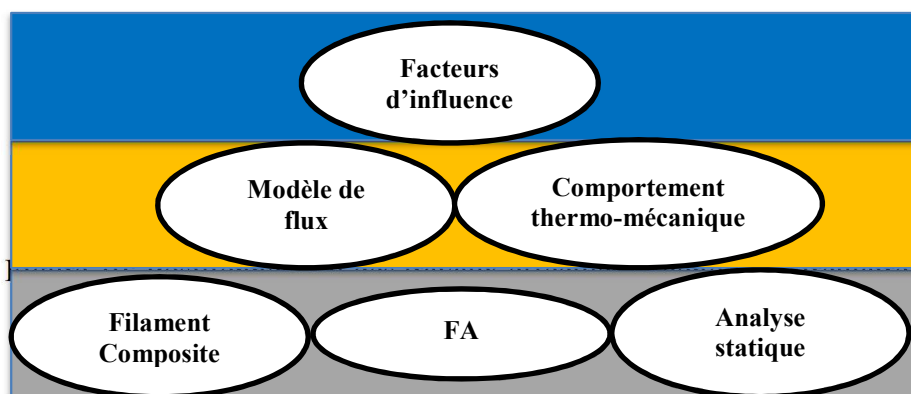 Facteurs
d’influence
Modèle de
flux
Comportement
thermo-mécanique
Filament
Composite
FA
Analyse
statique